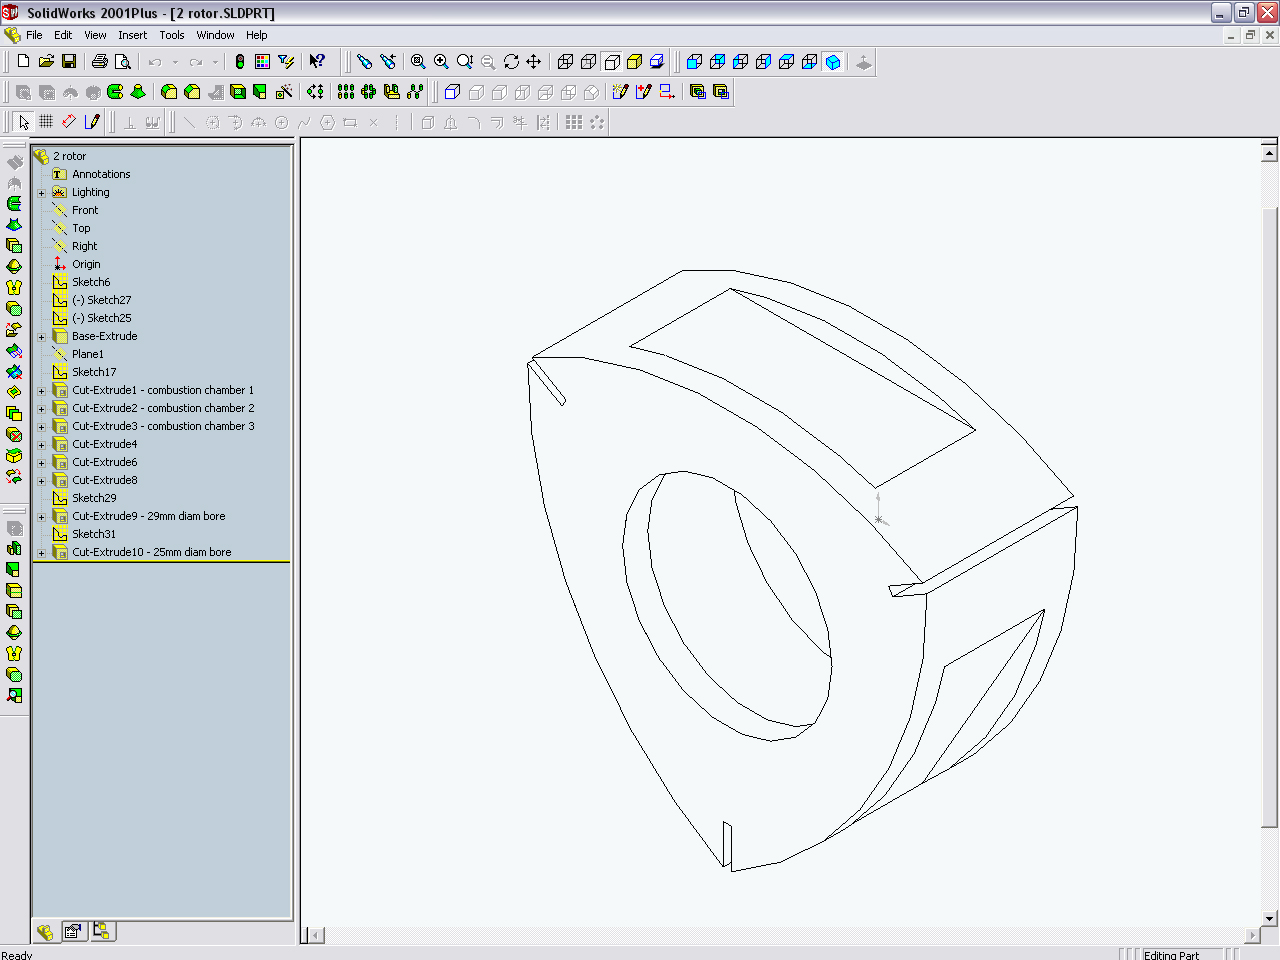 SolidWorks 2001Plus - [2 rotor.SLDPRT]
File Edit View Insert Tools Window Help
2 rotor
Annotations
Lighting
Front
Top
Right
Origin
Sketch6
(-) Sketch27
(-) Sketch25
Base-Extrude
Plane1
Sketch17
Cut-Extrude1 - combustion chamber 1
Cut-Extrude2 - combustion chamber 2
Cut-Extrude3 - combustion chamber 3
Cut-Extrude4
Cut-Extrude6
Cut-Extrude8
Sketch29
Cut-Extrude9 - 29mm diam bore
Sketch31
Cut-Extrude10 - 25mm diam bore
Ready
Editing Part